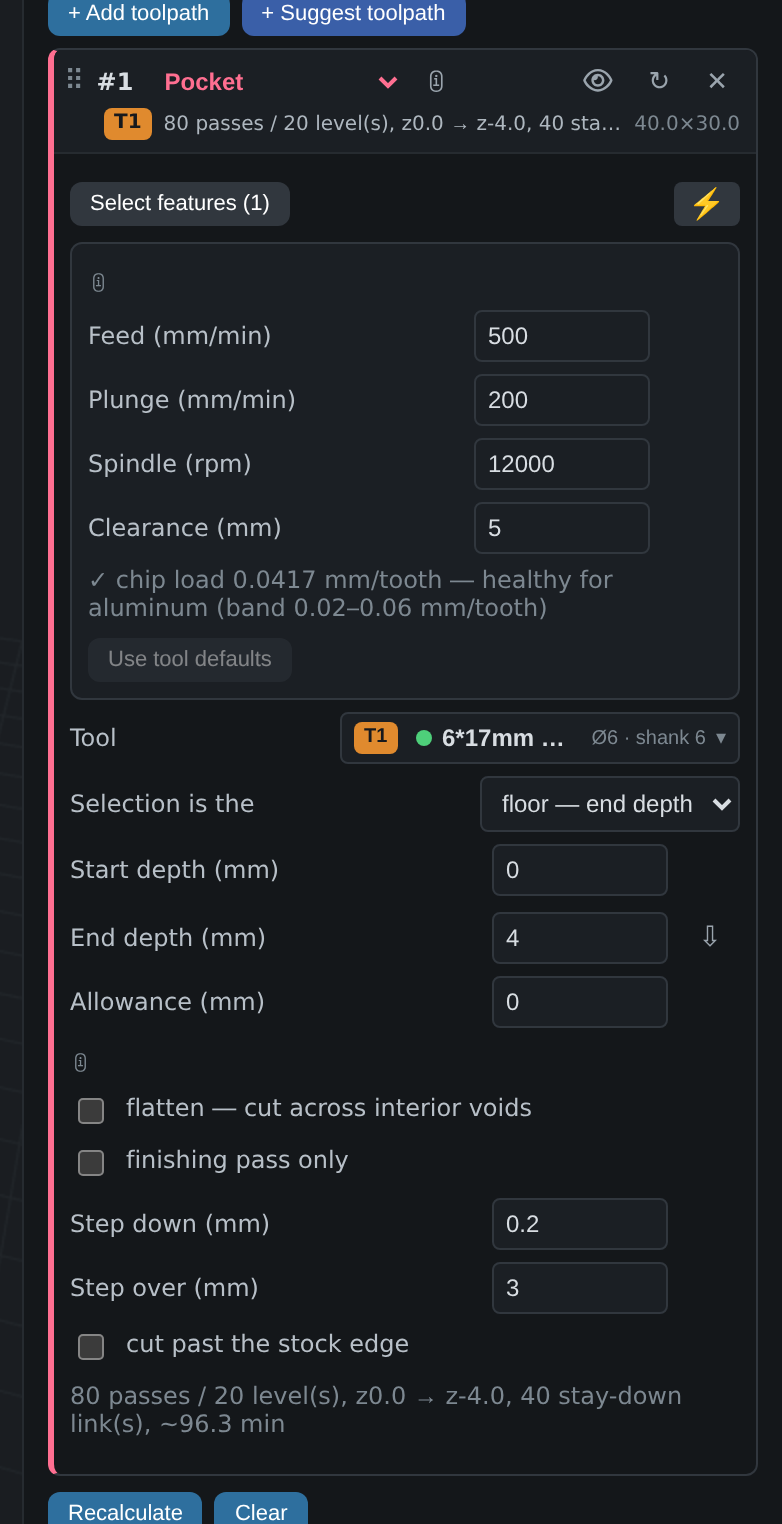 + Add toolpath + Suggest toolpath
#1 Pocket
T1 80 passes / 20 level(s), z0.0 → z-4.0, 40 sta… 40.0×30.0
Select features (1)
Feed (mm/min) 500
Plunge (mm/min) 200
Spindle (rpm) 12000
Clearance (mm) 5
✓ chip load 0.0417 mm/tooth — healthy for
aluminum (band 0.02–0.06 mm/tooth)
Use tool defaults
Tool T1 6*17mm … Ø6 · shank 6 ▾
Selection is the floor — end depth
Start depth (mm) 0
End depth (mm) 4 ⇩
Allowance (mm) 0
flatten — cut across interior voids
finishing pass only
Step down (mm) 0.2
Step over (mm) 3
cut past the stock edge
80 passes / 20 level(s), z0.0 → z-4.0, 40 stay-down
link(s), ~96.3 min
Recalculate Clear